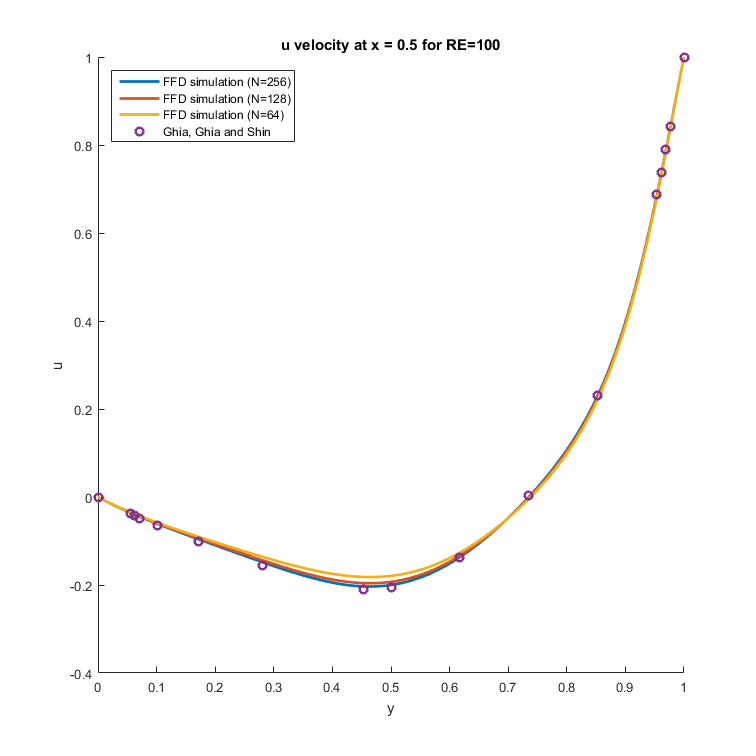 u velocity at x = 0.5 for RE=100
FFD simulation (N=256)
FFD simulation (N=128)
FFD simulation (N=64)
Ghia, Ghia and Shin
1
0.8
0.6
0.4
0.2
0
-0.2
-0.4
u
0 0.1 0.2 0.3 0.4 0.5 0.6 0.7 0.8 0.9 1
y